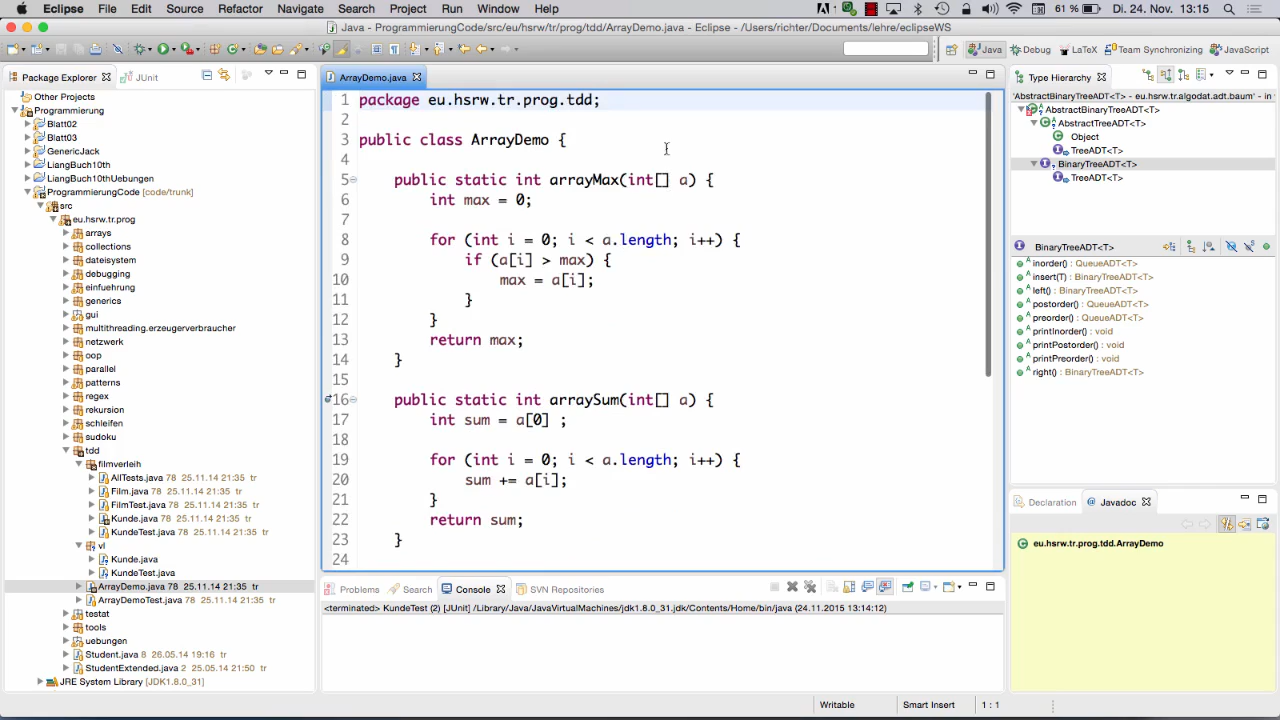 Eclipse File Edit Source Refactor Navigate Search Project Run Window Help 61 % Di. 24. Nov. 13:15
Java - ProgrammierungCode/src/eu/hsrw/tr/prog/tdd/ArrayDemo.java - Eclipse - /Users/richter/Documents/lehre/eclipseWS
Java Debug LaTeX Team Synchronizing JavaScript
Package Explorer JUnit
Other Projects
Programmierung
Blatt02
Blatt03
GenericJack
LiangBuch10th
LiangBuch10thUebungen
ProgrammierungCode [code/trunk]
src
eu.hsrw.tr.prog
arrays
collections
dateisystem
debugging
einfuehrung
generics
gui
multithreading.erzeugerverbraucher
netzwerk
oop
parallel
patterns
regex
rekursion
schleifen
sudoku
tdd
filmverleih
AllTests.java 78 25.11.14 21:35 tr
Film.java 78 25.11.14 21:35 tr
FilmTest.java 78 25.11.14 21:35 tr
Kunde.java 78 25.11.14 21:35 tr
KundeTest.java 78 25.11.14 21:35 tr
vl
Kunde.java
KundeTest.java
ArrayDemo.java 78 25.11.14 21:35 tr
ArrayDemoTest.java 78 25.11.14 21:35 tr
testat
tools
uebungen
Student.java 8 26.05.14 19:16 tr
StudentExtended.java 2 25.05.14 21:50 tr
JRE System Library [JDK1.8.0_31]
ArrayDemo.java
1 package eu.hsrw.tr.prog.tdd;
2
3 public class ArrayDemo {
4
5 public static int arrayMax(int[] a) {
6 int max = 0;
7
8 for (int i = 0; i < a.length; i++) {
9 if (a[i] > max) {
10 max = a[i];
11 }
12 }
13 return max;
14 }
15
16 public static int arraySum(int[] a) {
17 int sum = a[0] ;
18
19 for (int i = 0; i < a.length; i++) {
20 sum += a[i];
21 }
22 return sum;
23 }
24
Problems Search Console SVN Repositories
<terminated> KundeTest (2) [JUnit] /Library/Java/JavaVirtualMachines/jdk1.8.0_31.jdk/Contents/Home/bin/java (24.11.2015 13:14:12)
Type Hierarchy
'AbstractBinaryTreeADT<T> - eu.hsrw.tr.algodat.adt.baum' - in
AbstractBinaryTreeADT<T>
AbstractTreeADT<T>
Object
TreeADT<T>
BinaryTreeADT<T>
TreeADT<T>
BinaryTreeADT<T>
inorder() : QueueADT<T>
insert(T) : BinaryTreeADT<T>
left() : BinaryTreeADT<T>
postorder() : QueueADT<T>
preorder() : QueueADT<T>
printInorder() : void
printPostorder() : void
printPreorder() : void
right() : BinaryTreeADT<T>
Declaration Javadoc
eu.hsrw.tr.prog.tdd.ArrayDemo
Writable Smart Insert 1 : 1